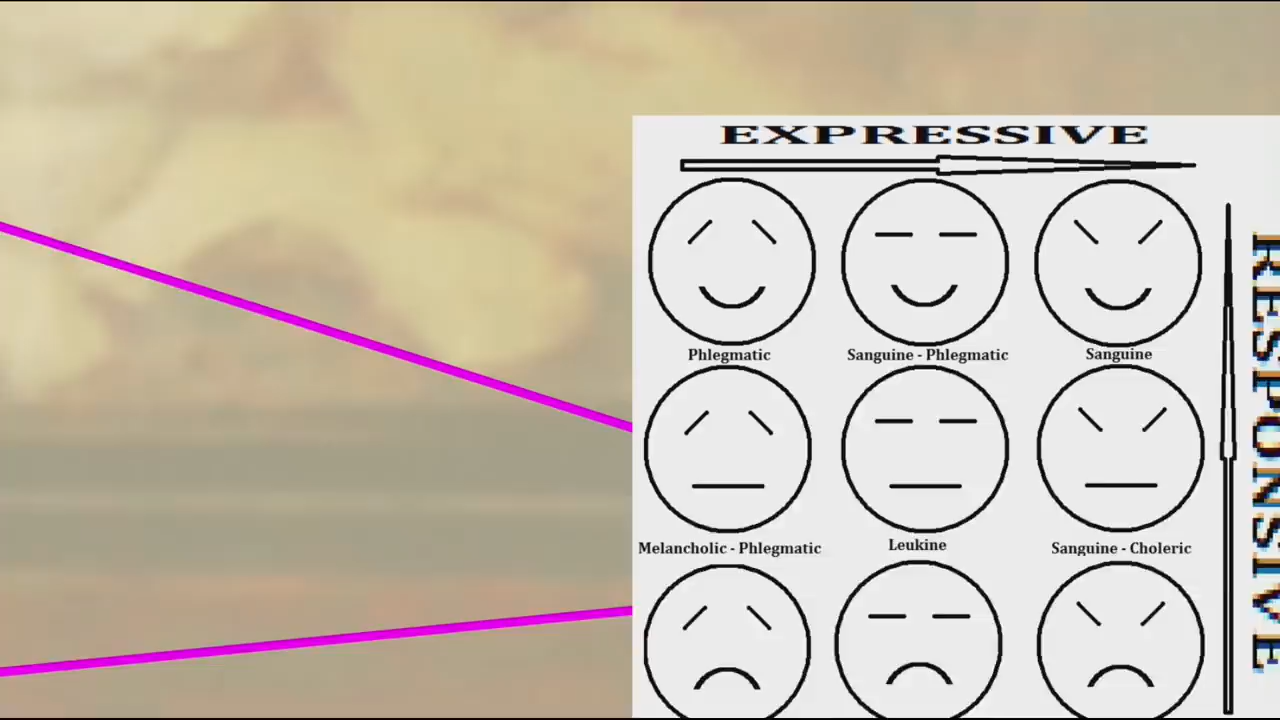 EXPRESSIVE
RESPONSIVE
Phlegmatic
Sanguine - Phlegmatic
Sanguine
Melancholic - Phlegmatic
Leukine
Sanguine - Choleric